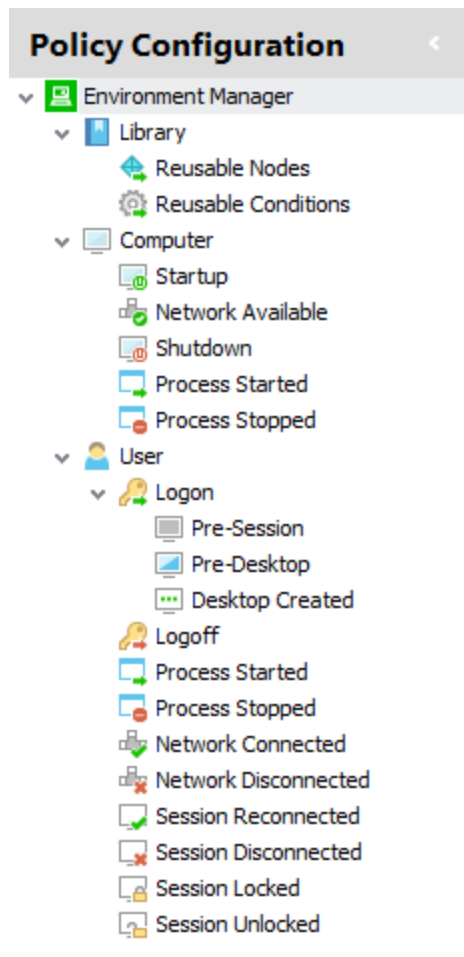 Policy Configuration
Environment Manager
Library
Reusable Nodes
Reusable Conditions
Computer
Startup
Network Available
Shutdown
Process Started
Process Stopped
User
Logon
Pre-Session
Pre-Desktop
Desktop Created
Logoff
Process Started
Process Stopped
Network Connected
Network Disconnected
Session Reconnected
Session Disconnected
Session Locked
Session Unlocked